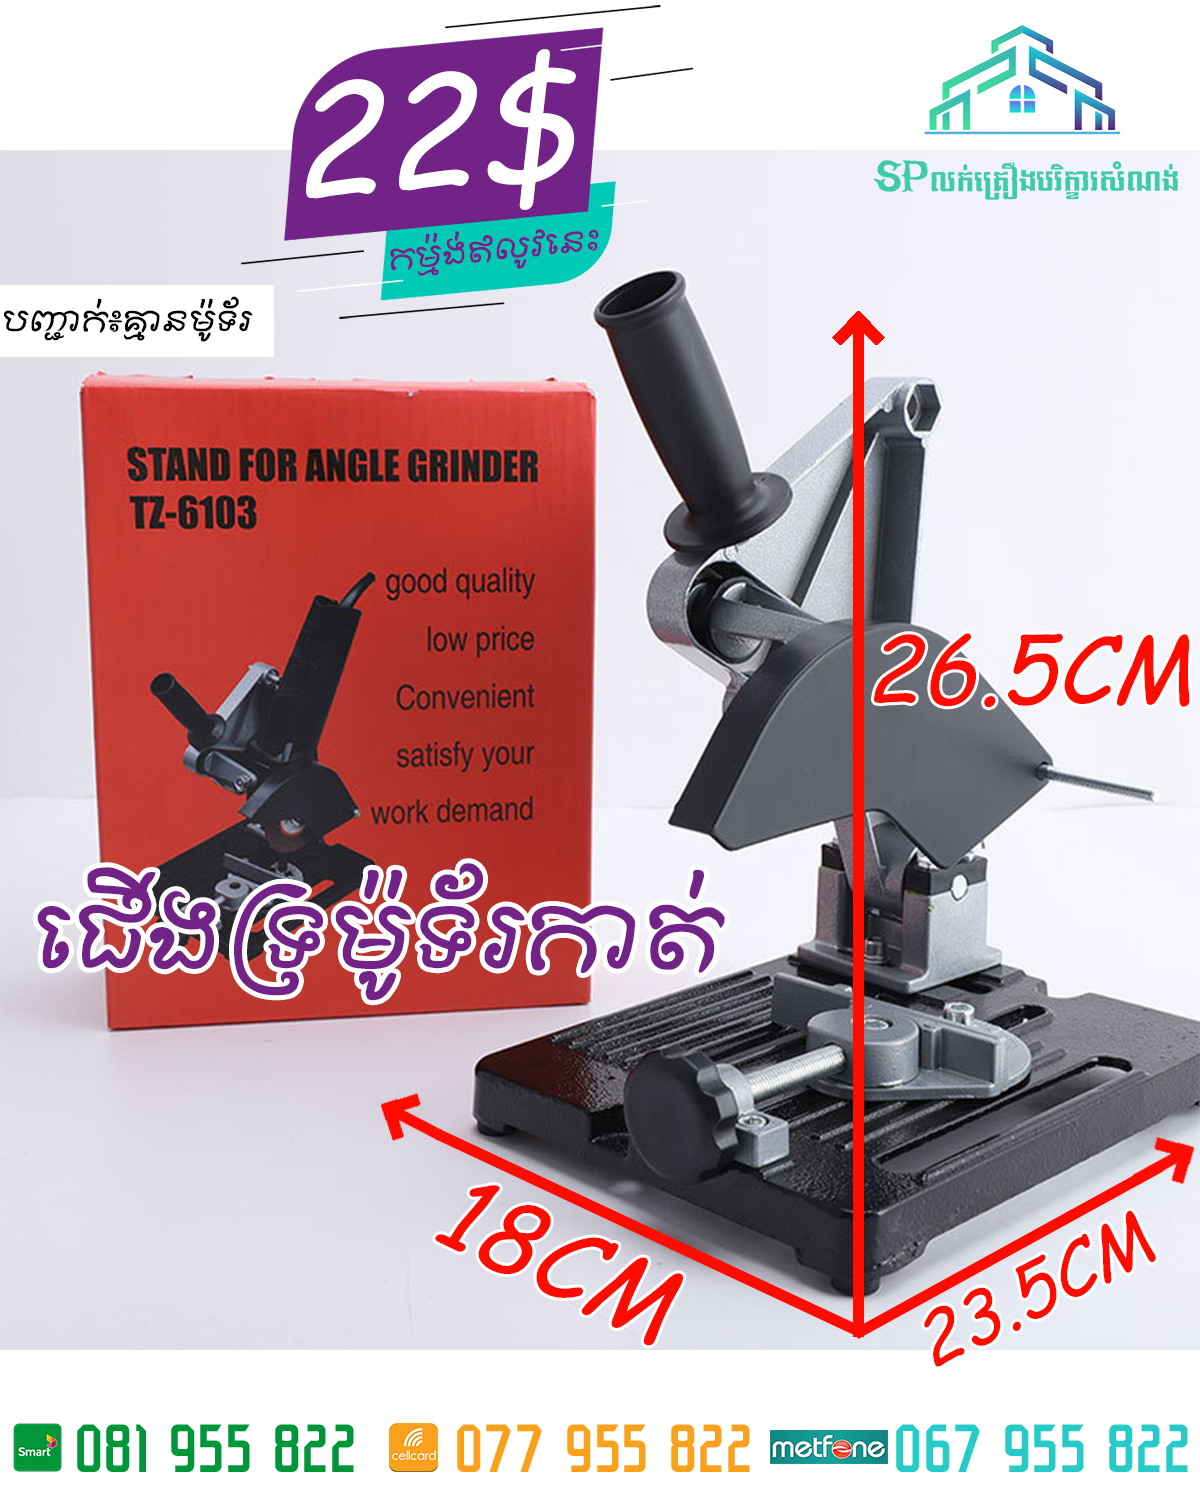 22$
កម្ម៉ង់ឥលូវនេះ
SP លក់គ្រឿងបរិក្ខារសំណង់
បញ្ជាក់៖គ្មានម៉ូទ័រ
STAND FOR ANGLE GRINDER
TZ-6103
good quality
low price
Convenient
satisfy your
work demand
26.5CM
ជើងទ្រម៉ូទ័រកាត់
18CM
23.5CM
Smart 081 955 822 cellcard 077 955 822 metfone 067 955 822